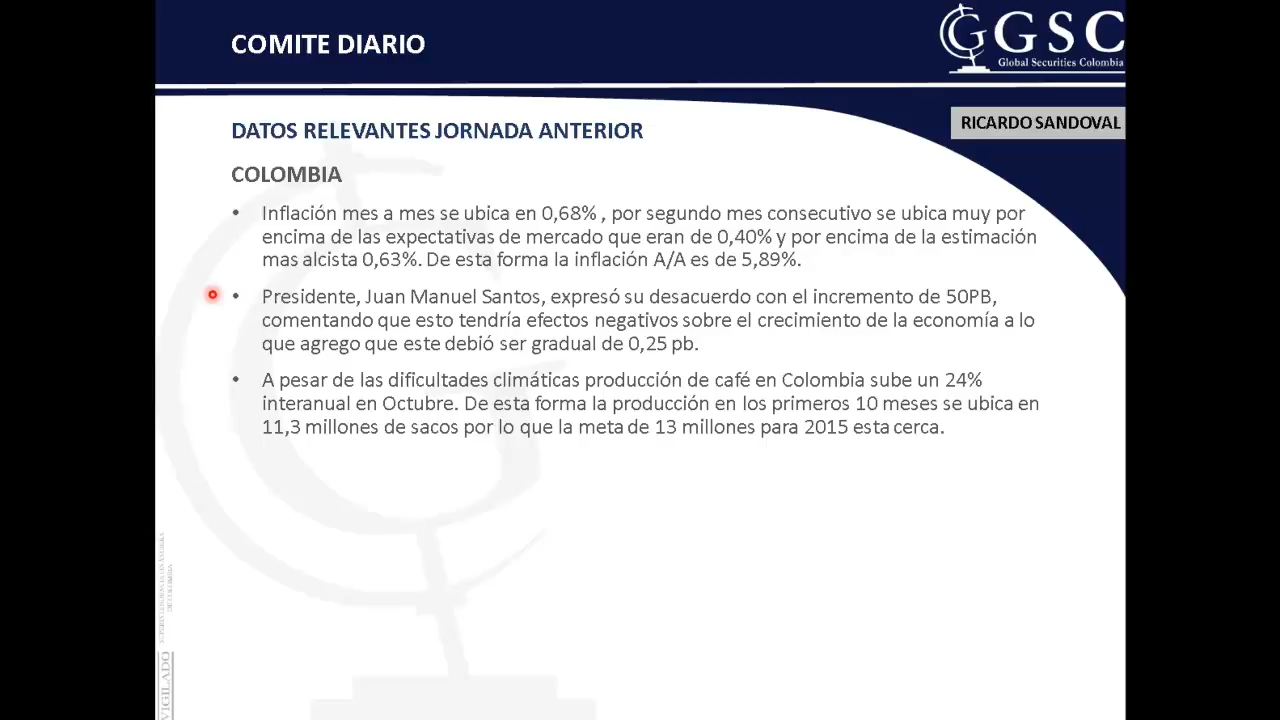 COMITE DIARIO
GSC
Global Securities Colombia
RICARDO SANDOVAL
DATOS RELEVANTES JORNADA ANTERIOR
COLOMBIA
• Inflación mes a mes se ubica en 0,68% , por segundo mes consecutivo se ubica muy por
encima de las expectativas de mercado que eran de 0,40% y por encima de la estimación
mas alcista 0,63%. De esta forma la inflación A/A es de 5,89%.
• Presidente, Juan Manuel Santos, expresó su desacuerdo con el incremento de 50PB,
comentando que esto tendría efectos negativos sobre el crecimiento de la economía a lo
que agrego que este debió ser gradual de 0,25 pb.
• A pesar de las dificultades climáticas producción de café en Colombia sube un 24%
interanual en Octubre. De esta forma la producción en los primeros 10 meses se ubica en
11,3 millones de sacos por lo que la meta de 13 millones para 2015 esta cerca.
VIGILADO